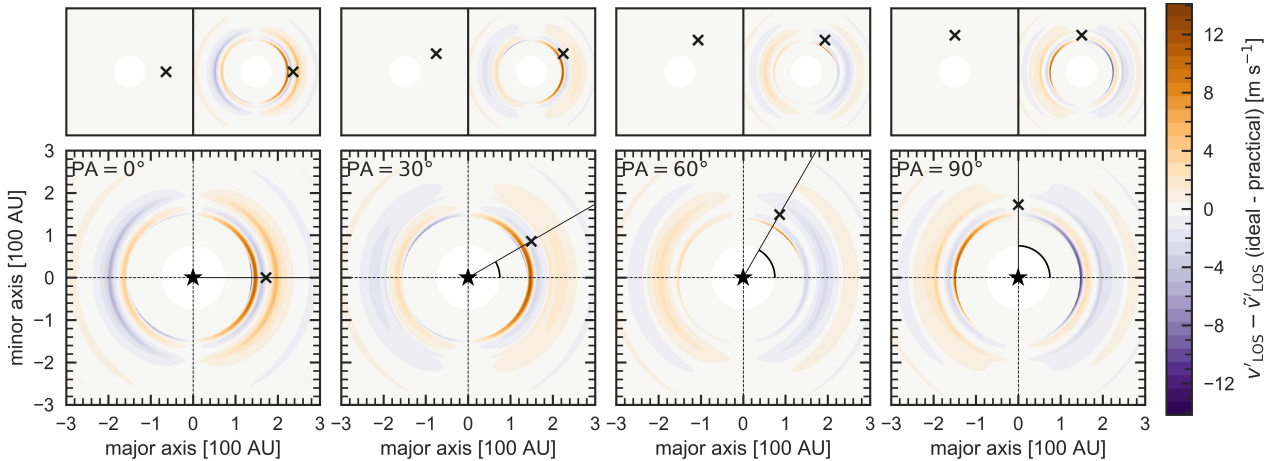 PA = 0°
PA = 30°
PA = 60°
PA = 90°
3
2
1
0
−1
−2
−3
minor axis [100 AU]
−3 −2 −1 0 1 2 3
−3 −2 −1 0 1 2 3
−3 −2 −1 0 1 2 3
−3 −2 −1 0 1 2 3
major axis [100 AU]
major axis [100 AU]
major axis [100 AU]
major axis [100 AU]
12
8
4
0
−4
−8
−12
v′LOS − ṽ′LOS (ideal - practical) [m s⁻¹]